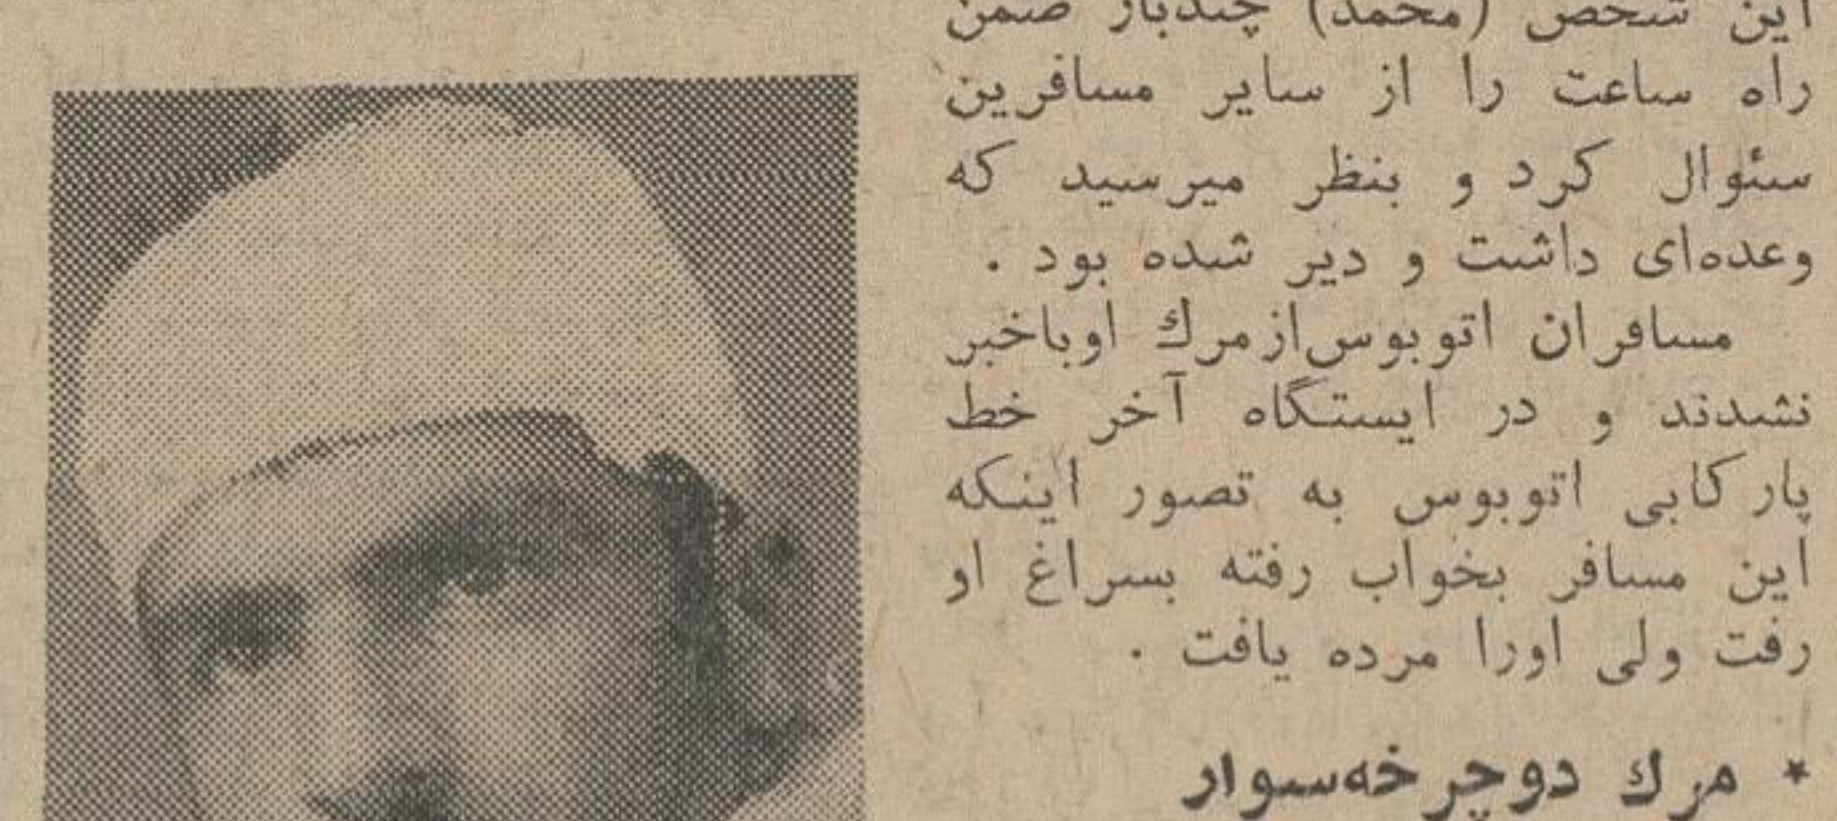 این شخص (محمد) چندبار ضمن
راه ساعت را از سایر مسافرین
سئوال کرد و بنظر میرسید که
وعده‌ای داشت و دیر شده بود .
مسافران اتوبوس‌از مرك اوباخبر
نشدند و در ایستگاه آخر خط
پارکابی اتوبوس به تصور اینکه
این مسافر بخواب رفته بسراغ او
رفت ولی اورا مرده یافت .
* مرك دوچرخه‌سوار